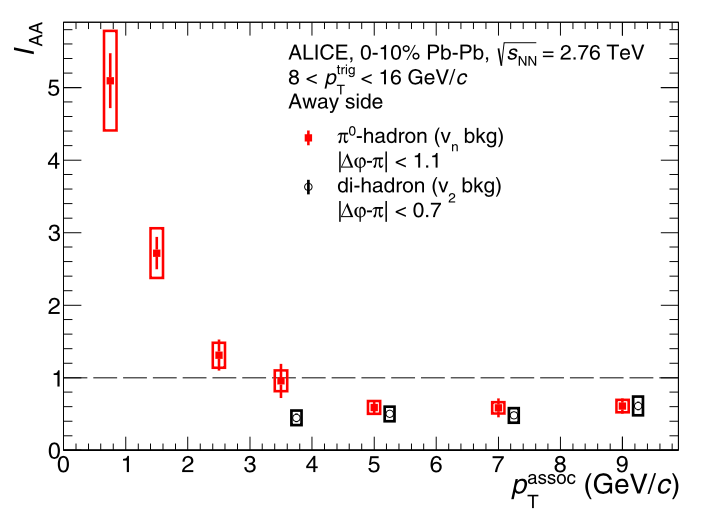 I_AA
ALICE, 0-10% Pb-Pb, √s_NN = 2.76 TeV
8 < p_T^trig < 16 GeV/c
Away side
π⁰-hadron (v_n bkg)
|Δφ-π| < 1.1
di-hadron (v_2 bkg)
|Δφ-π| < 0.7
5
4
3
2
1
0
0 1 2 3 4 5 6 7 8 9
p_T^assoc (GeV/c)